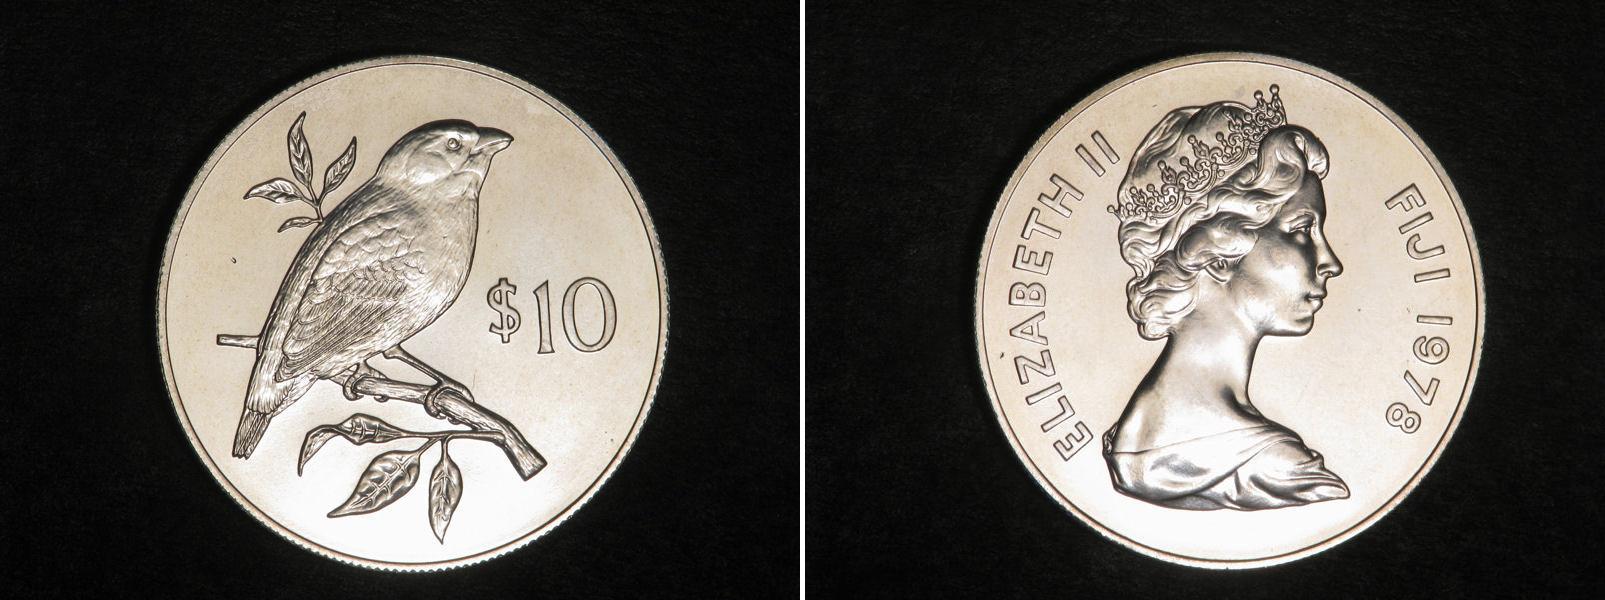 $10
ELIZABETH II
FIJI 1978